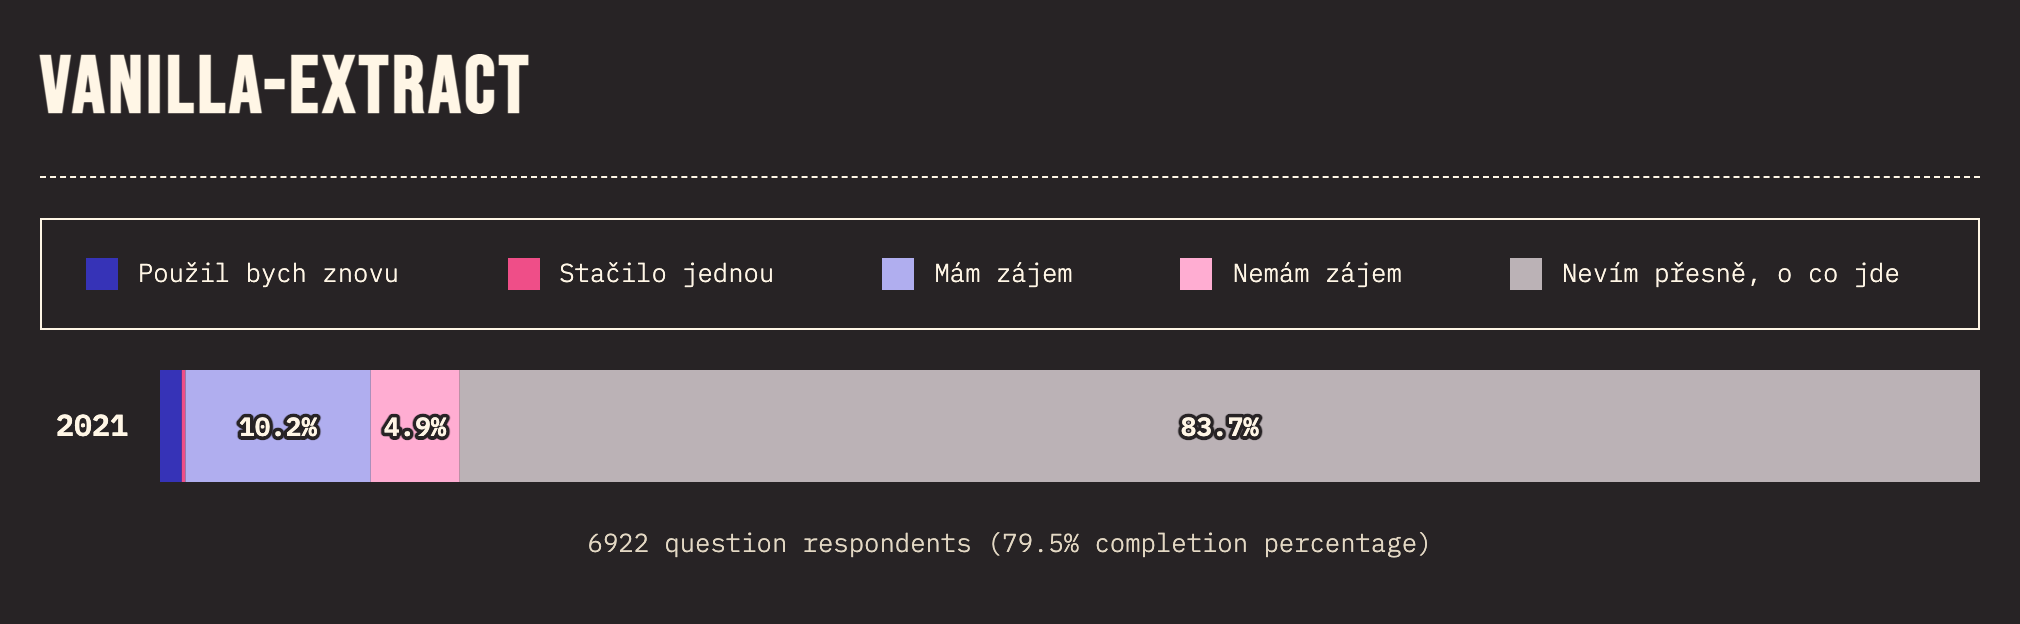 VANILLA-EXTRACT
Použil bych znovu Stačilo jednou Mám zájem Nemám zájem Nevím přesně, o co jde
2021 10.2% 4.9% 83.7%
6922 question respondents (79.5% completion percentage)